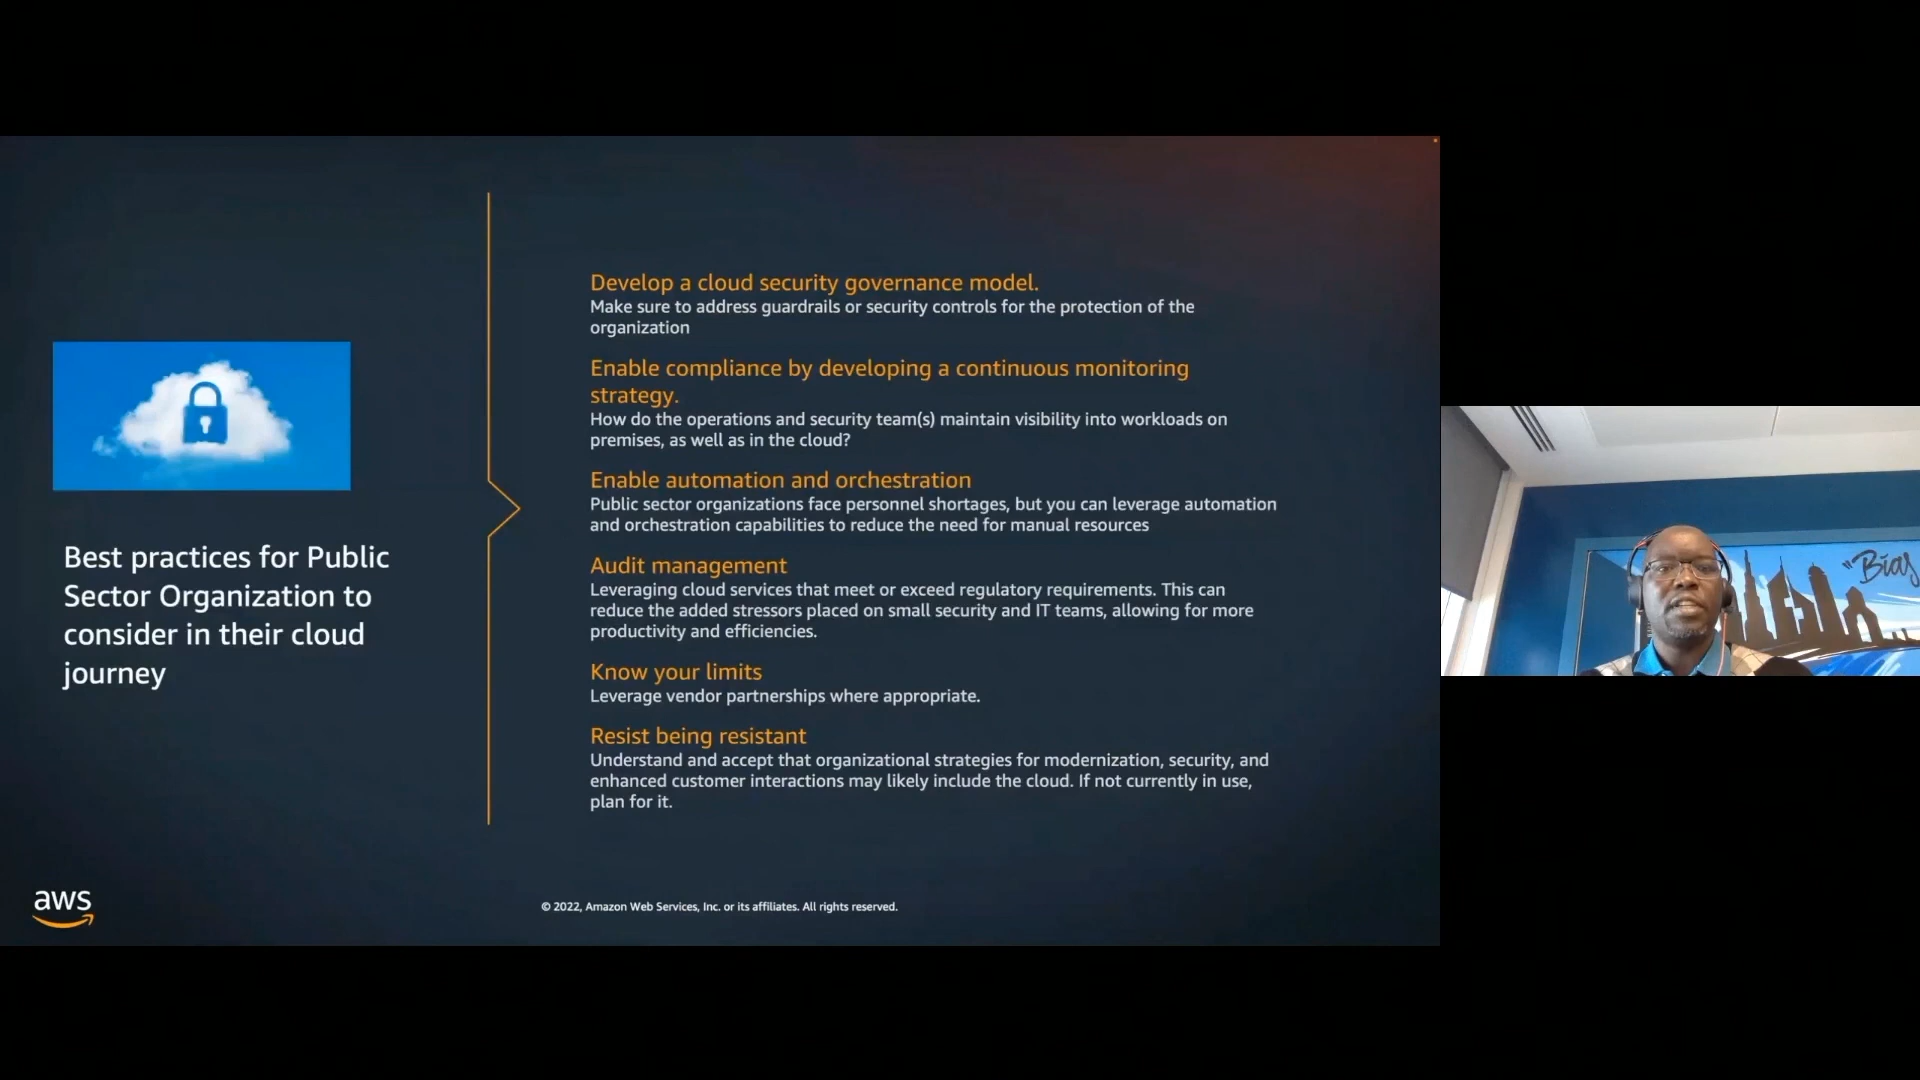 Best practices for Public
Sector Organization to
consider in their cloud
journey
Develop a cloud security governance model.
Make sure to address guardrails or security controls for the protection of the
organization
Enable compliance by developing a continuous monitoring
strategy.
How do the operations and security team(s) maintain visibility into workloads on
premises, as well as in the cloud?
Enable automation and orchestration
Public sector organizations face personnel shortages, but you can leverage automation
and orchestration capabilities to reduce the need for manual resources
Audit management
Leveraging cloud services that meet or exceed regulatory requirements. This can
reduce the added stressors placed on small security and IT teams, allowing for more
productivity and efficiencies.
Know your limits
Leverage vendor partnerships where appropriate.
Resist being resistant
Understand and accept that organizational strategies for modernization, security, and
enhanced customer interactions may likely include the cloud. If not currently in use,
plan for it.
aws
© 2022, Amazon Web Services, Inc. or its affiliates. All rights reserved.
"Bias